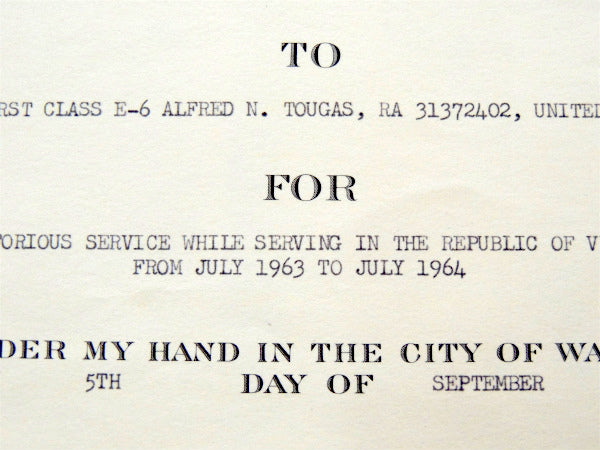 TO
RST CLASS E-6 ALFRED N. TOUGAS, RA 31372402, UNITED
FOR
TORIOUS SERVICE WHILE SERVING IN THE REPUBLIC OF V
FROM JULY 1963 TO JULY 1964
DER MY HAND IN THE CITY OF WA
5TH DAY OF SEPTEMBER